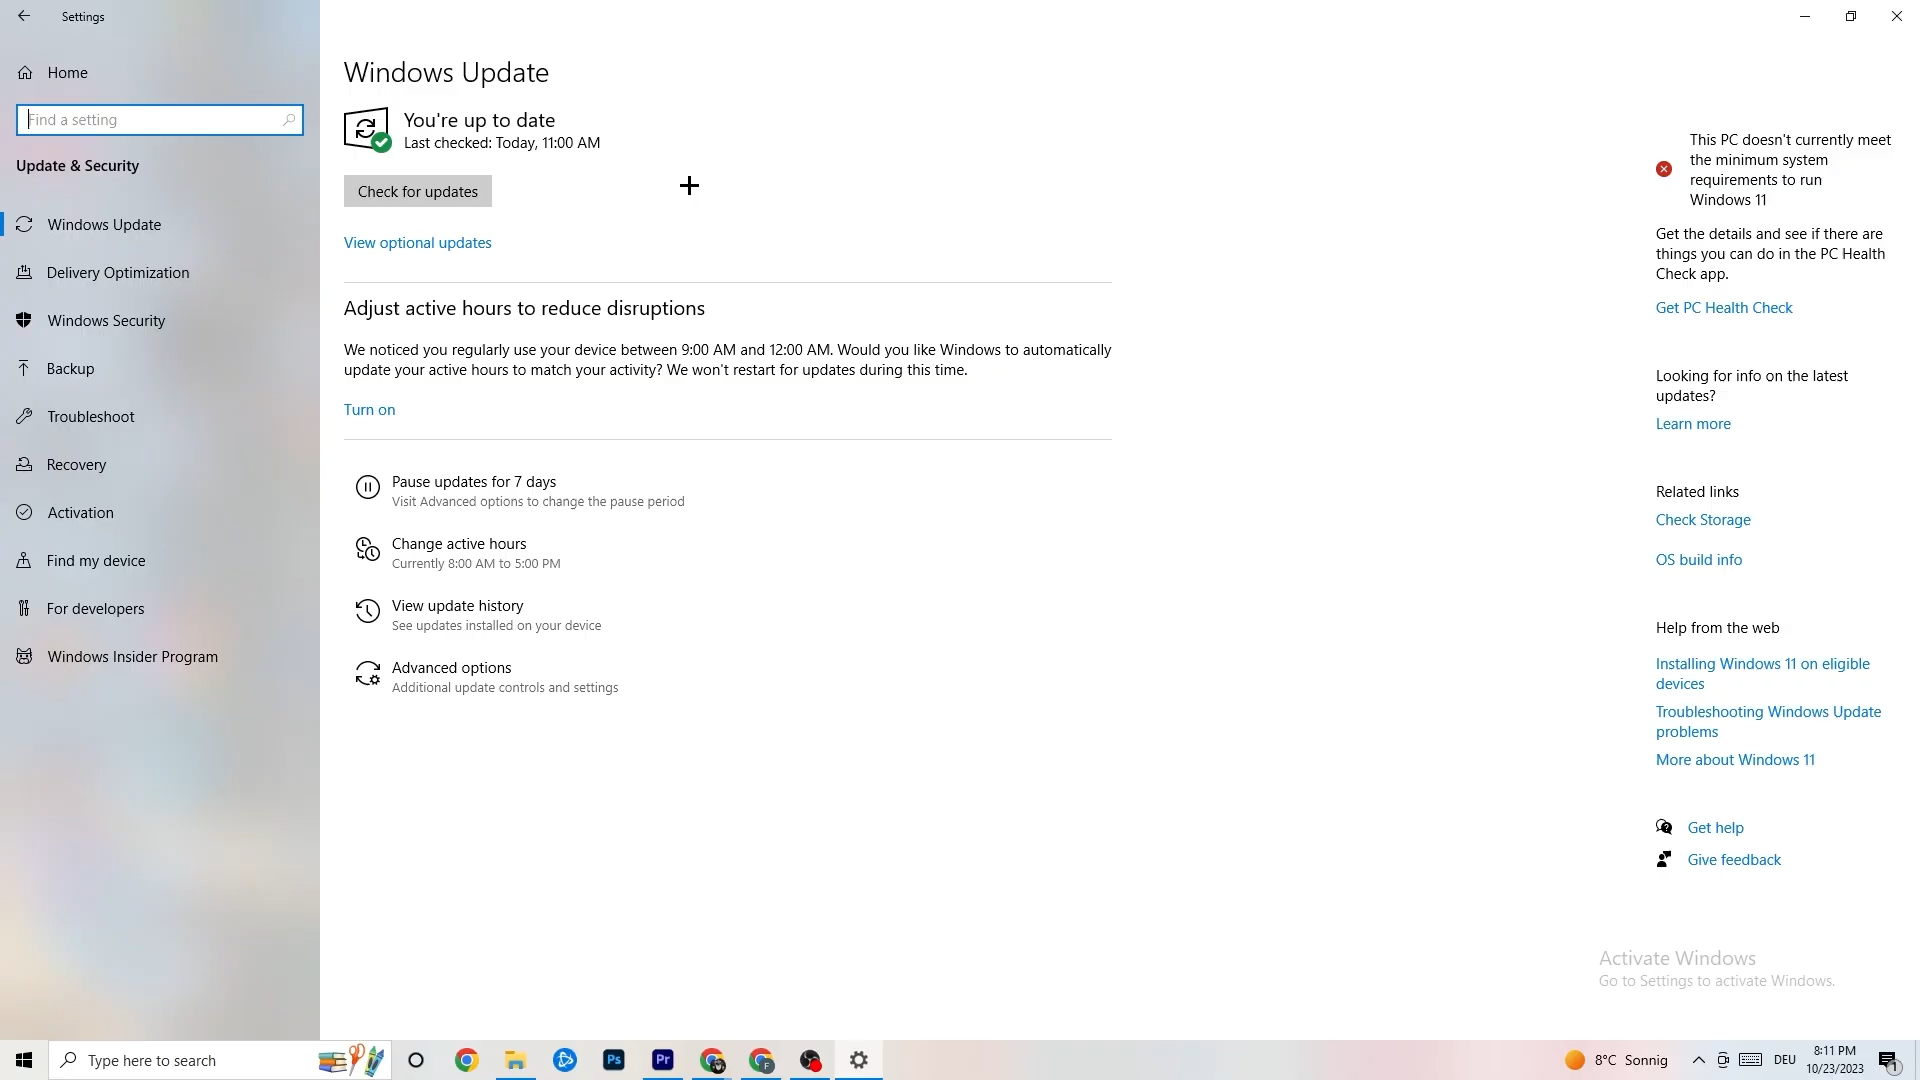 Settings
Home
Find a setting
Update & Security
Windows Update
Delivery Optimization
Windows Security
Backup
Troubleshoot
Recovery
Activation
Find my device
For developers
Windows Insider Program
Windows Update
You're up to date
Last checked: Today, 11:00 AM
Check for updates
View optional updates
Adjust active hours to reduce disruptions
We noticed you regularly use your device between 9:00 AM and 12:00 AM. Would you like Windows to automatically
update your active hours to match your activity? We won't restart for updates during this time.
Turn on
Pause updates for 7 days
Visit Advanced options to change the pause period
Change active hours
Currently 8:00 AM to 5:00 PM
View update history
See updates installed on your device
Advanced options
Additional update controls and settings
This PC doesn't currently meet
the minimum system
requirements to run
Windows 11
Get the details and see if there are
things you can do in the PC Health
Check app.
Get PC Health Check
Looking for info on the latest
updates?
Learn more
Related links
Check Storage
OS build info
Help from the web
Installing Windows 11 on eligible
devices
Troubleshooting Windows Update
problems
More about Windows 11
Get help
Give feedback
Activate Windows
Go to Settings to activate Windows.
Type here to search
Ps
Pr
F
8°C Sonnig
DEU
8:11 PM
10/23/2023
1